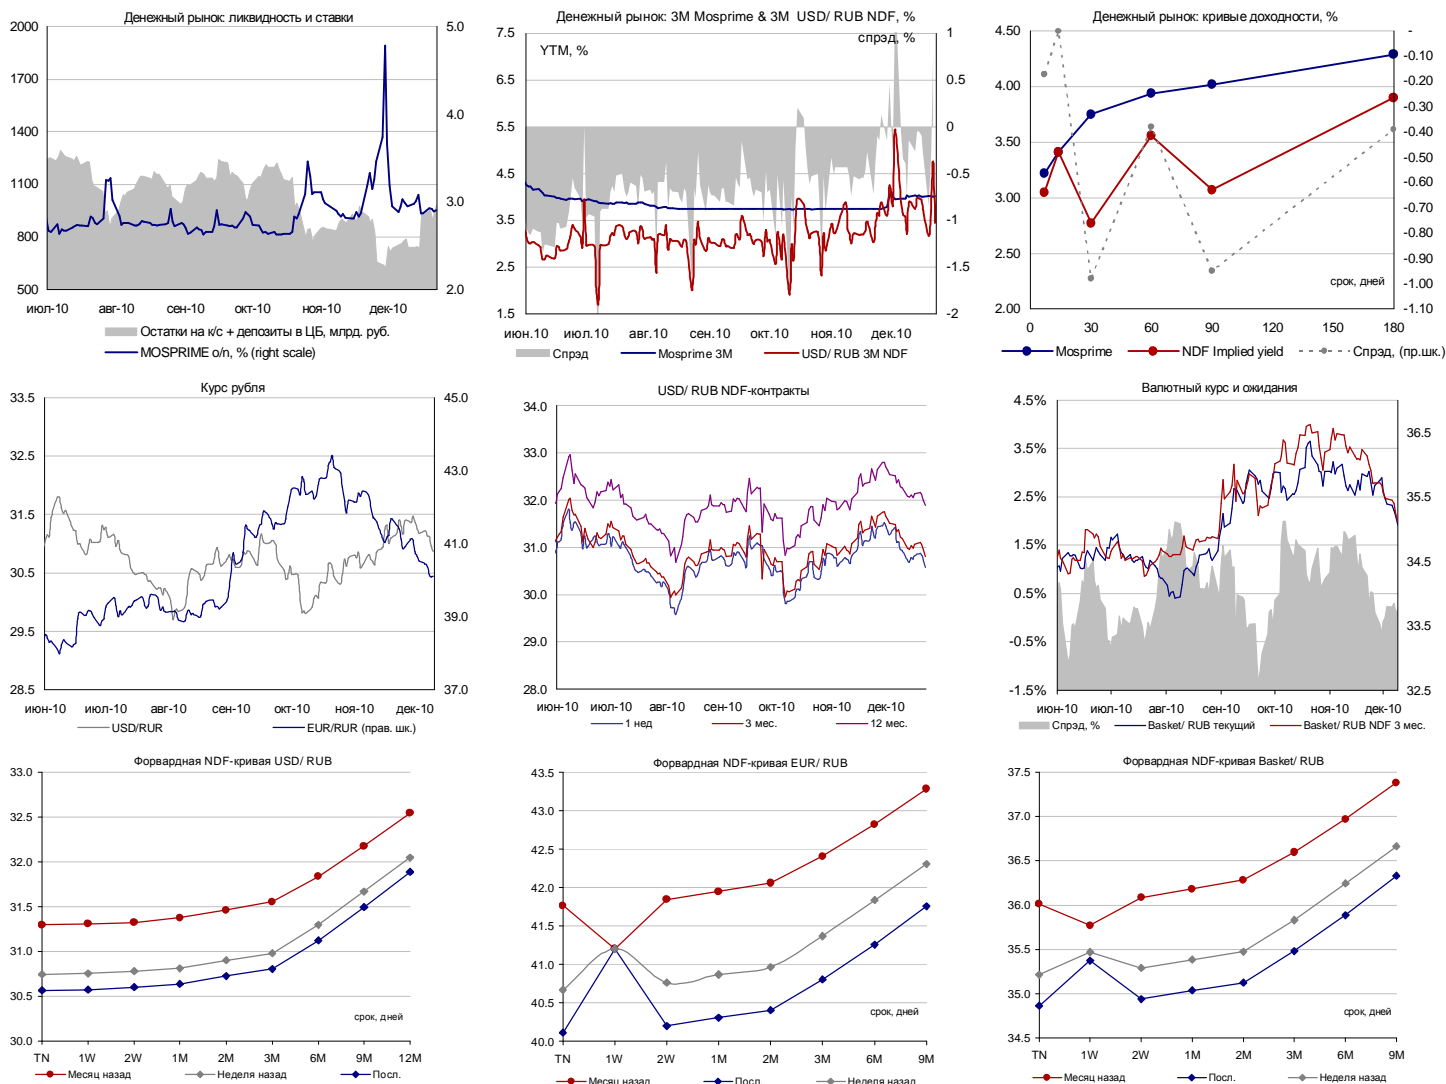 Денежный рынок: ликвидность и ставки
2000
1700
1400
1100
800
500
5.0
4.0
3.0
2.0
июл-10 авг-10 сен-10 окт-10 ноя-10 дек-10
Остатки на к/с + депозиты в ЦБ, млрд. руб.
MOSPRIME o/n, % (right scale)
Денежный рынок: 3M Mosprime & 3M USD/ RUB NDF, %
спрэд, %
YTM, %
7.5
6.5
5.5
4.5
3.5
2.5
1.5
1
0.5
0
-0.5
-1
-1.5
-2
июн.10 июл.10 авг.10 сен.10 окт.10 ноя.10 дек.10
Спрэд Mosprime 3M USD/ RUB 3M NDF
Денежный рынок: кривые доходности, %
4.50
4.00
3.50
3.00
2.50
2.00
-
-0.10
-0.20
-0.30
-0.40
-0.50
-0.60
-0.70
-0.80
-0.90
-1.00
-1.10
срок, дней
0 30 60 90 120 150 180
Mosprime NDF Implied yield Спрэд, (пр.шк.)
Курс рубля
33.5
32.5
31.5
30.5
29.5
28.5
45.0
43.0
41.0
39.0
37.0
июн-10 июл-10 авг-10 сен-10 окт-10 ноя-10 дек-10
USD/RUR EUR/RUR (прав. шк.)
USD/ RUB NDF-контракты
34.0
33.0
32.0
31.0
30.0
29.0
28.0
июн-10 июл-10 авг-10 сен-10 окт-10 ноя-10 дек-10
1 нед 3 мес. 12 мес.
Валютный курс и ожидания
4.5%
3.5%
2.5%
1.5%
0.5%
-0.5%
-1.5%
36.5
35.5
34.5
33.5
32.5
июн-10 июл-10 авг-10 сен-10 окт-10 ноя-10 дек-10
Спрэд, % Basket/ RUB текущий Basket/ RUB NDF 3 мес.
Форвардная NDF-кривая USD/ RUB
33.0
32.5
32.0
31.5
31.0
30.5
30.0
срок, дней
TN 1W 2W 1M 2M 3M 6M 9M 12M
Месяц назад Неделя назад Посл.
Форвардная NDF-кривая EUR/ RUB
43.5
43.0
42.5
42.0
41.5
41.0
40.5
40.0
срок, дней
TN 1W 2W 1M 2M 3M 6M 9M
Месяц назад Посл. Неделя назад
Форвардная NDF-кривая Basket/ RUB
37.5
37.0
36.5
36.0
35.5
35.0
34.5
срок, дней
TN 1W 2W 1M 2M 3M 6M 9M
Месяц назад Посл. Неделя назад